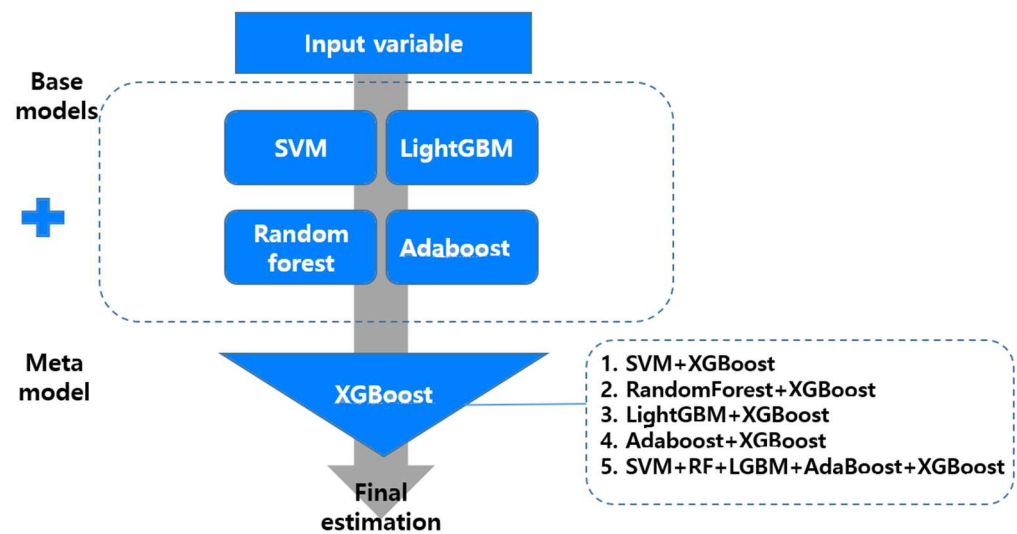 Input variable
Base
models
SVM
LightGBM
Random
forest
Adaboost
Meta
model
XGBoost
1. SVM+XGBoost
2. RandomForest+XGBoost
3. LightGBM+XGBoost
4. Adaboost+XGBoost
5. SVM+RF+LGBM+AdaBoost+XGBoost
Final
estimation